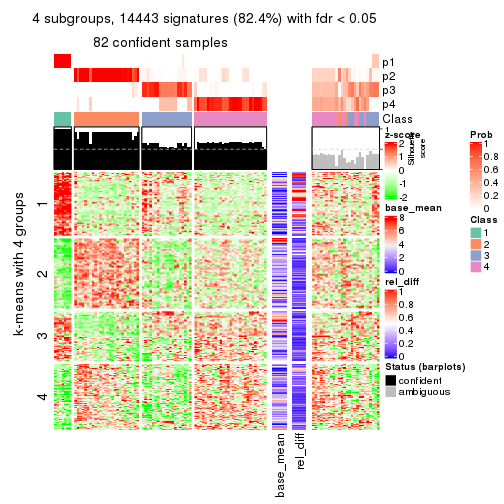 4 subgroups, 14443 signatures (82.4%) with fdr < 0.05
82 confident samples
p1
p2
p3
p4
Class
1
Silhouette score
k-means with 4 groups
1
2
3
4
base_mean
rel_diff
z-score
2
1
0
-1
-2
base_mean
8
6
4
2
0
rel_diff
1
0.8
0.6
0.4
0.2
0
Status (barplots)
confident
ambiguous
Prob
1
0.8
0.6
0.4
0.2
0
Class
1
2
3
4